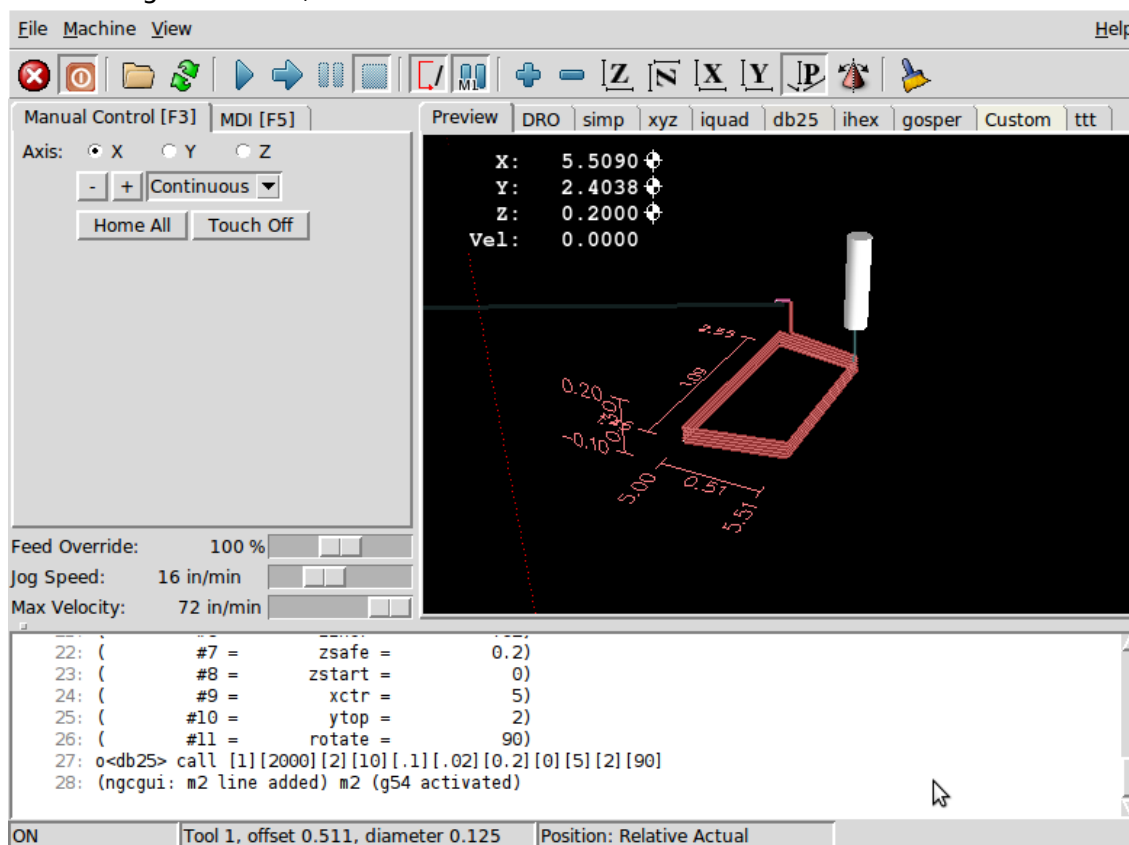 File Machine View Help
Z N X Y P
M1
Manual Control [F3] MDI [F5] Preview DRO simp xyz iquad db25 ihex gosper Custom ttt
Axis: X Y Z
- + Continuous
Home All Touch Off
X: 5.5090
Y: 2.4038
Z: 0.2000
Vel: 0.0000
2.59
0.20
-0.10
5.00
0.51
5.51
Feed Override: 100 %
Jog Speed: 16 in/min
Max Velocity: 72 in/min
22: ( #7 = zsafe = 0.2)
23: ( #8 = zstart = 0)
24: ( #9 = xctr = 5)
25: ( #10 = ytop = 2)
26: ( #11 = rotate = 90)
27: o<db25> call [1][2000][2][10][.1][.02][0.2][0][5][2][90]
28: (ngcgui: m2 line added) m2 (g54 activated)
ON Tool 1, offset 0.511, diameter 0.125 Position: Relative Actual